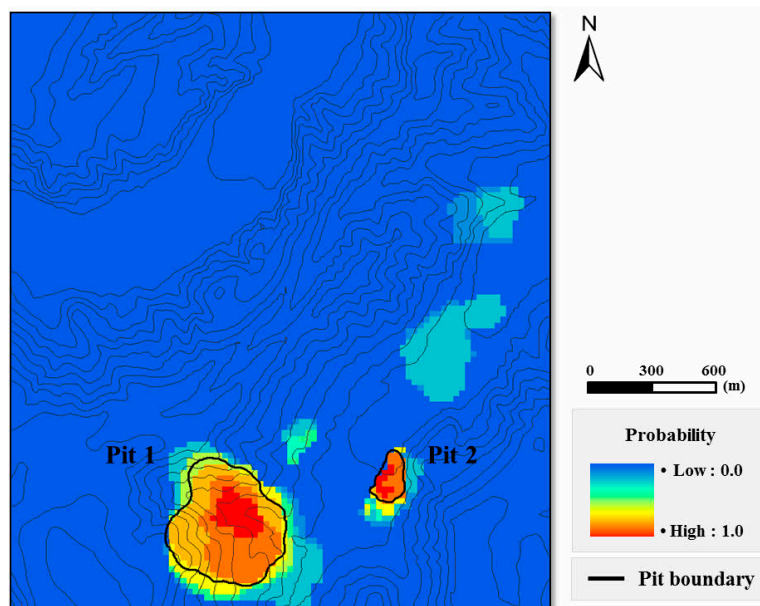 N
0 300 600
(m)
Probability
• Low : 0.0
• High : 1.0
Pit boundary
Pit 1
Pit 2